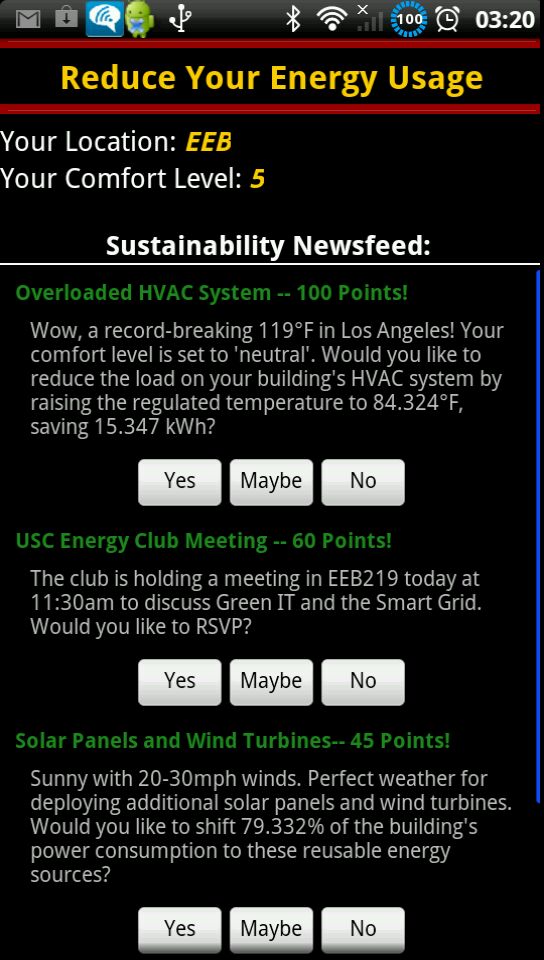 100 03:20
Reduce Your Energy Usage
Your Location: EEB
Your Comfort Level: 5
Sustainability Newsfeed:
Overloaded HVAC System -- 100 Points!
Wow, a record-breaking 119°F in Los Angeles! Your
comfort level is set to 'neutral'. Would you like to
reduce the load on your building's HVAC system by
raising the regulated temperature to 84.324°F,
saving 15.347 kWh?
Yes Maybe No
USC Energy Club Meeting -- 60 Points!
The club is holding a meeting in EEB219 today at
11:30am to discuss Green IT and the Smart Grid.
Would you like to RSVP?
Yes Maybe No
Solar Panels and Wind Turbines-- 45 Points!
Sunny with 20-30mph winds. Perfect weather for
deploying additional solar panels and wind turbines.
Would you like to shift 79.332% of the building's
power consumption to these reusable energy
sources?
Yes Maybe No